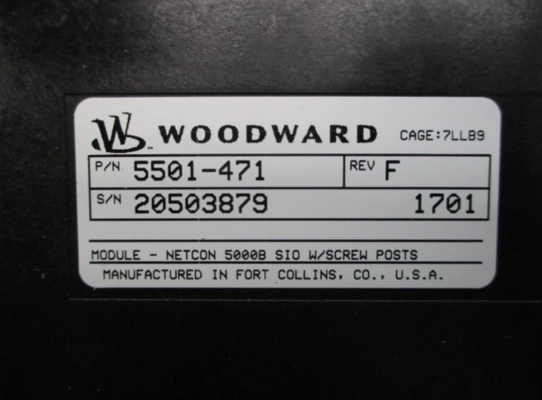 W WOODWARD CAGE:7LLB9
P/N 5501-471 REV F
S/N 20503879 1701
MODULE - NETCON 5000B SIO W/SCREW POSTS
MANUFACTURED IN FORT COLLINS, CO., U.S.A.